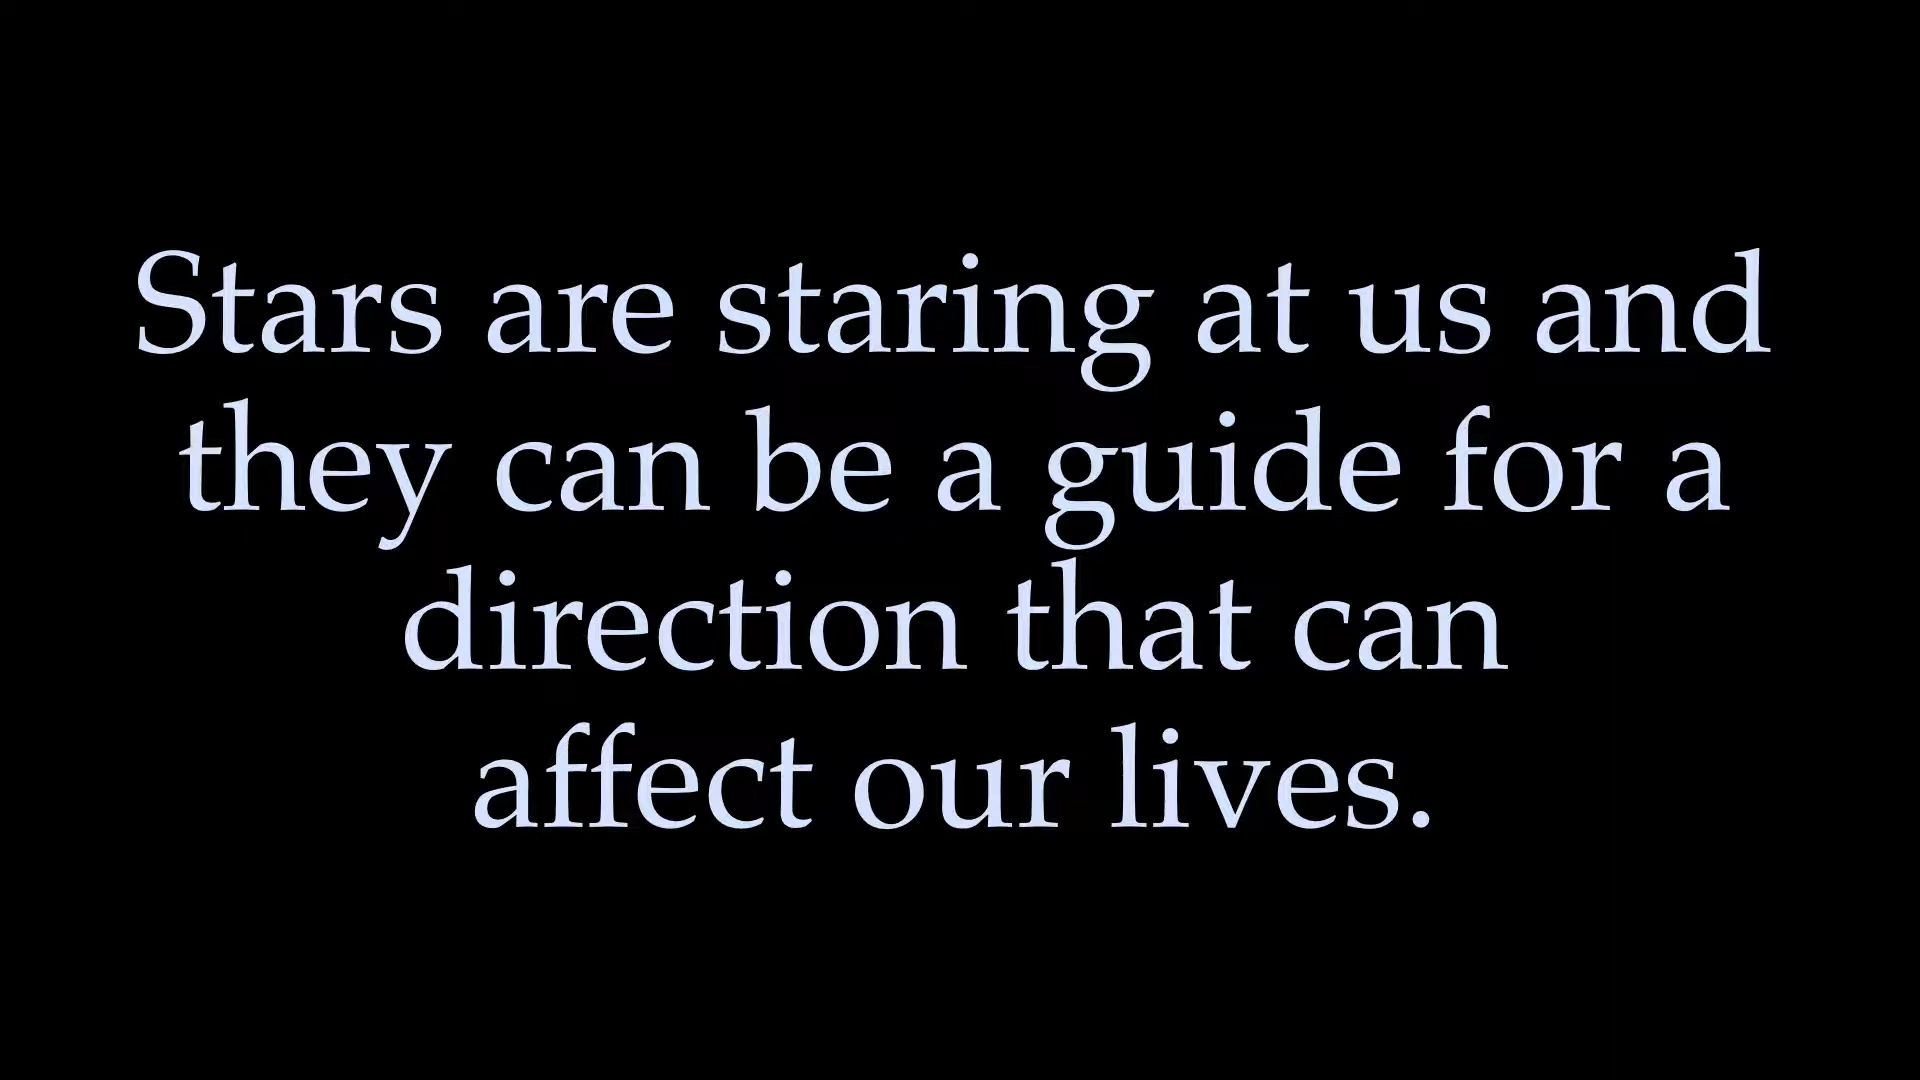 Stars are staring at us and
they can be a guide for a
direction that can
affect our lives.